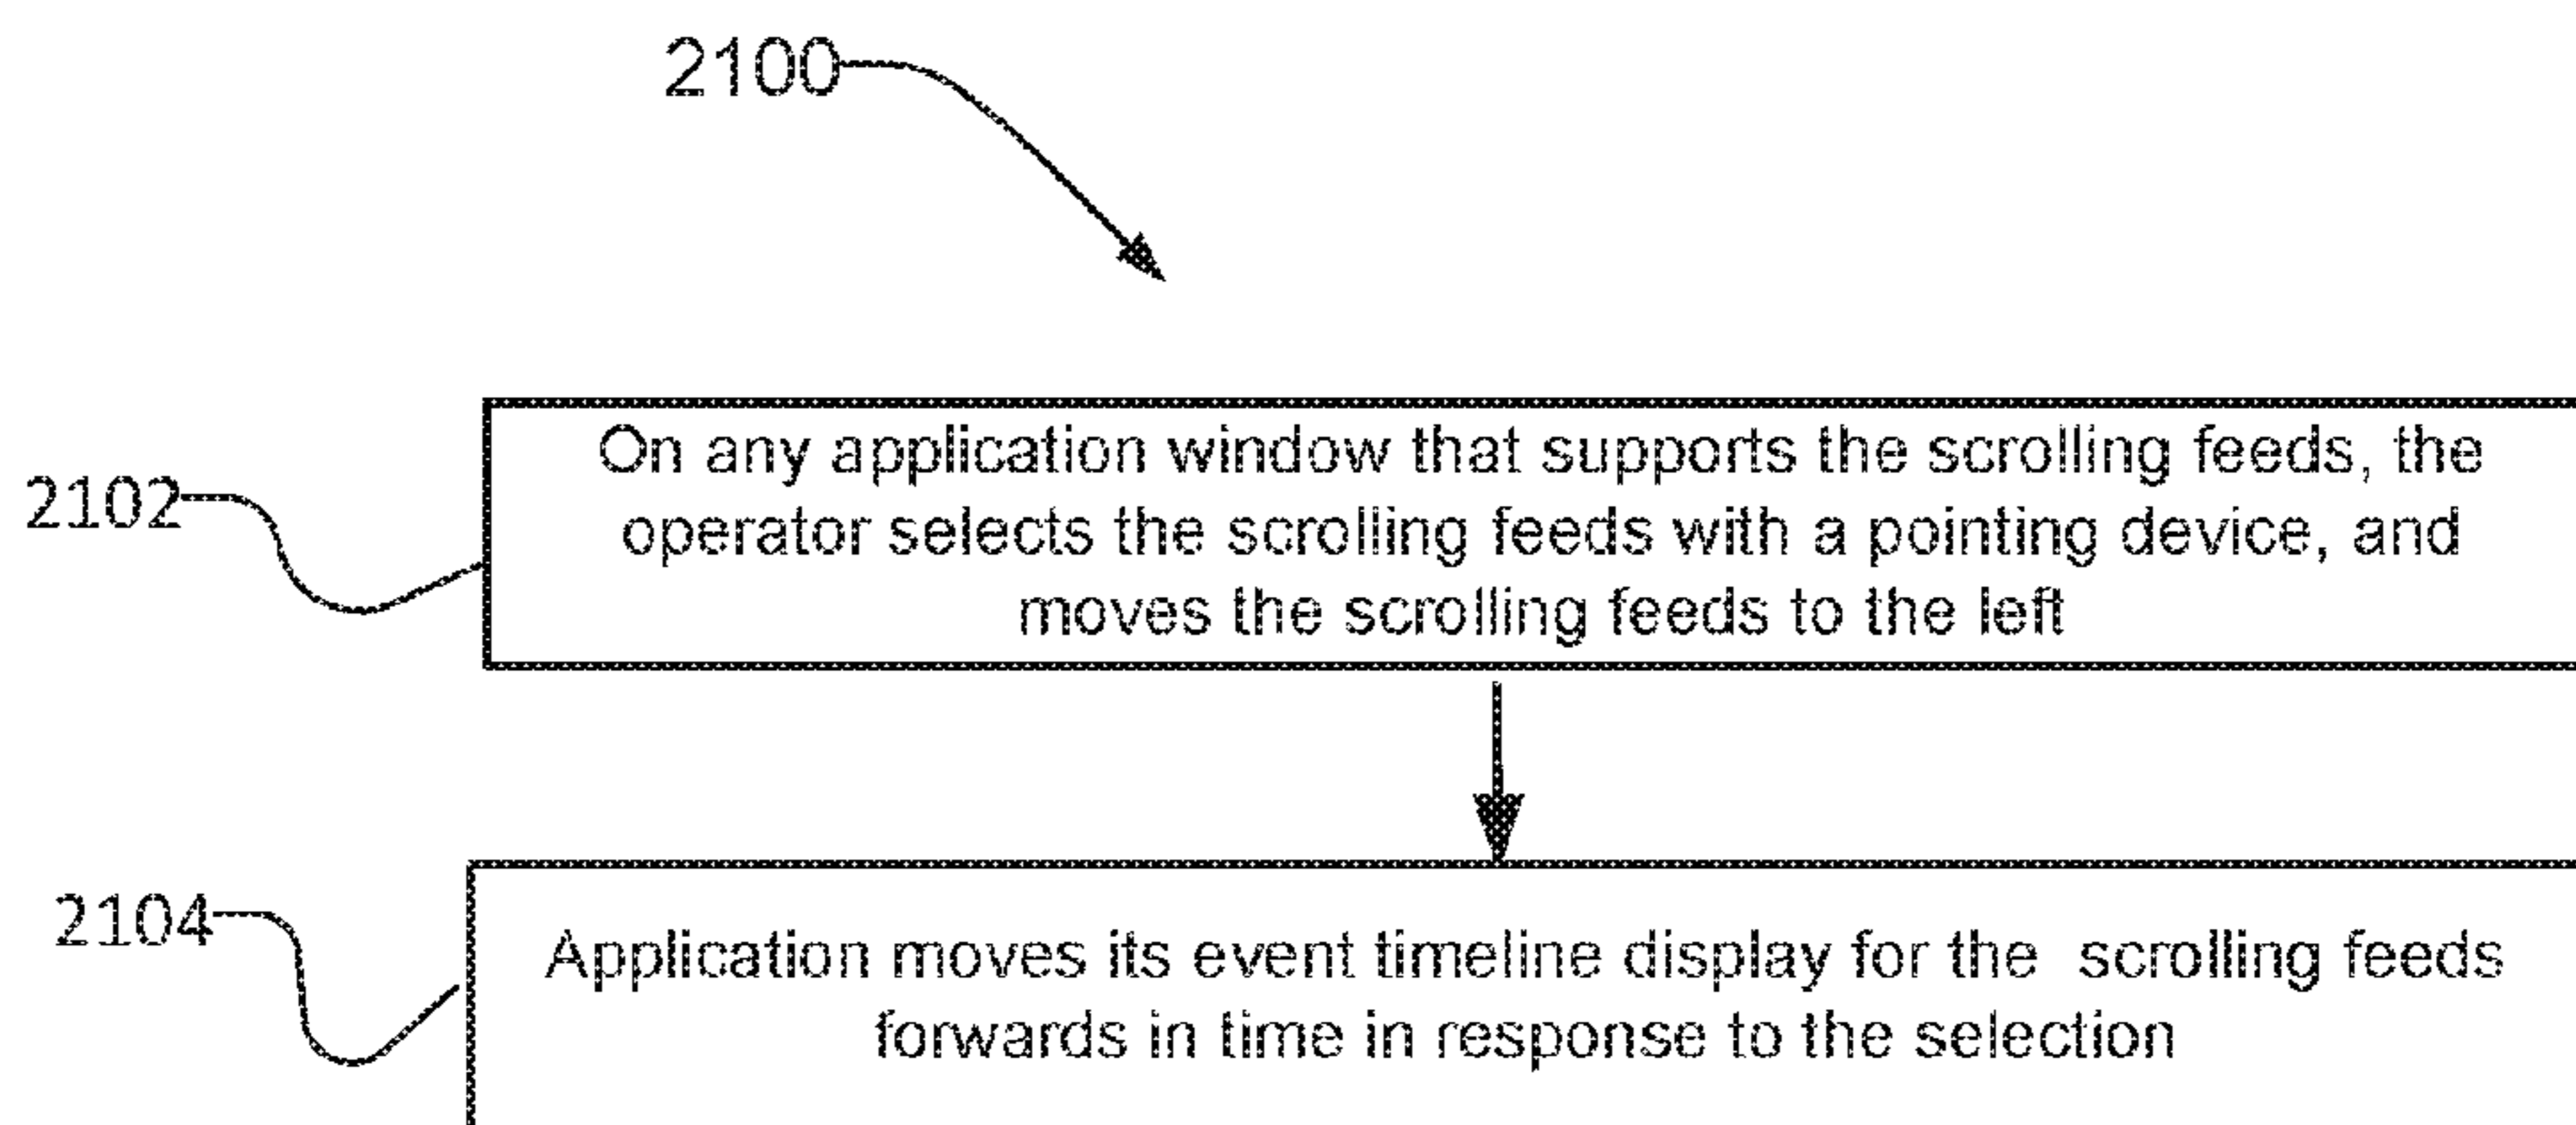 2100
2102
On any application window that supports the scrolling feeds, the
operator selects the scrolling feeds with a pointing device, and
moves the scrolling feeds to the left
2104
Application moves its event timeline display for the scrolling feeds
forwards in time in response to the selection